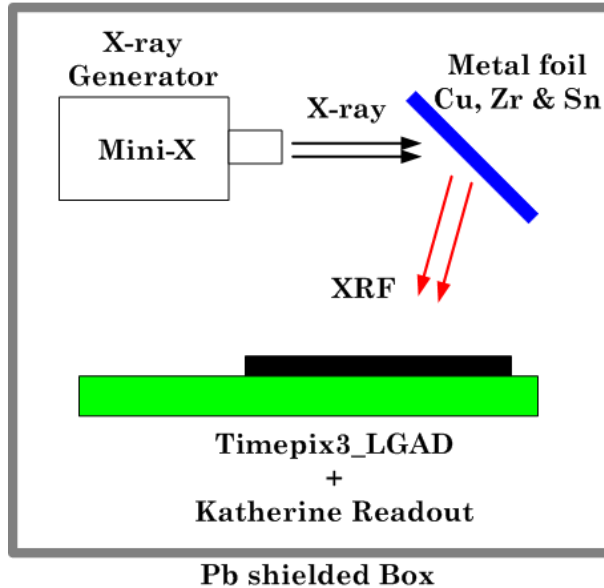 X-ray
Generator
Mini-X
X-ray
Metal foil
Cu, Zr & Sn
XRF
Timepix3_LGAD
+
Katherine Readout
Pb shielded Box